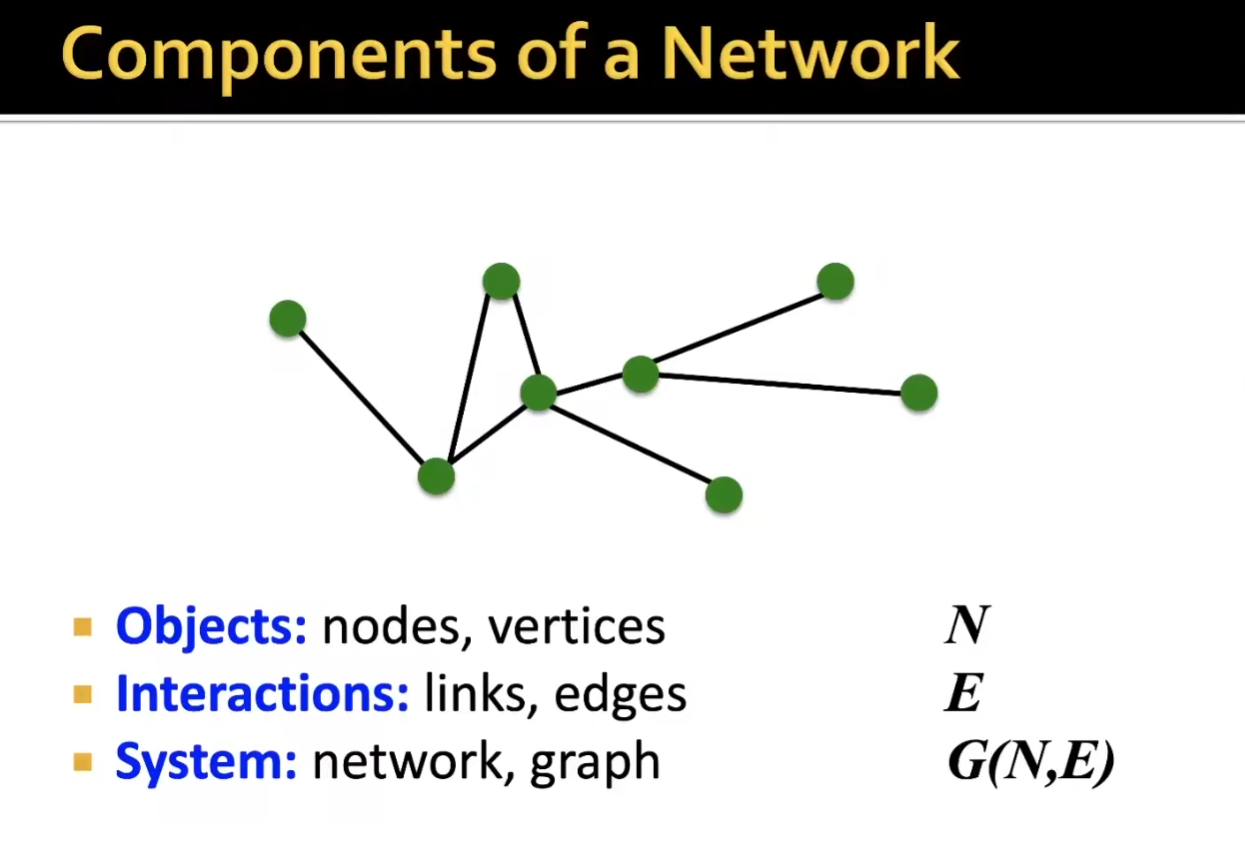 Components of a Network
Objects: nodes, vertices N
Interactions: links, edges E
System: network, graph G(N,E)